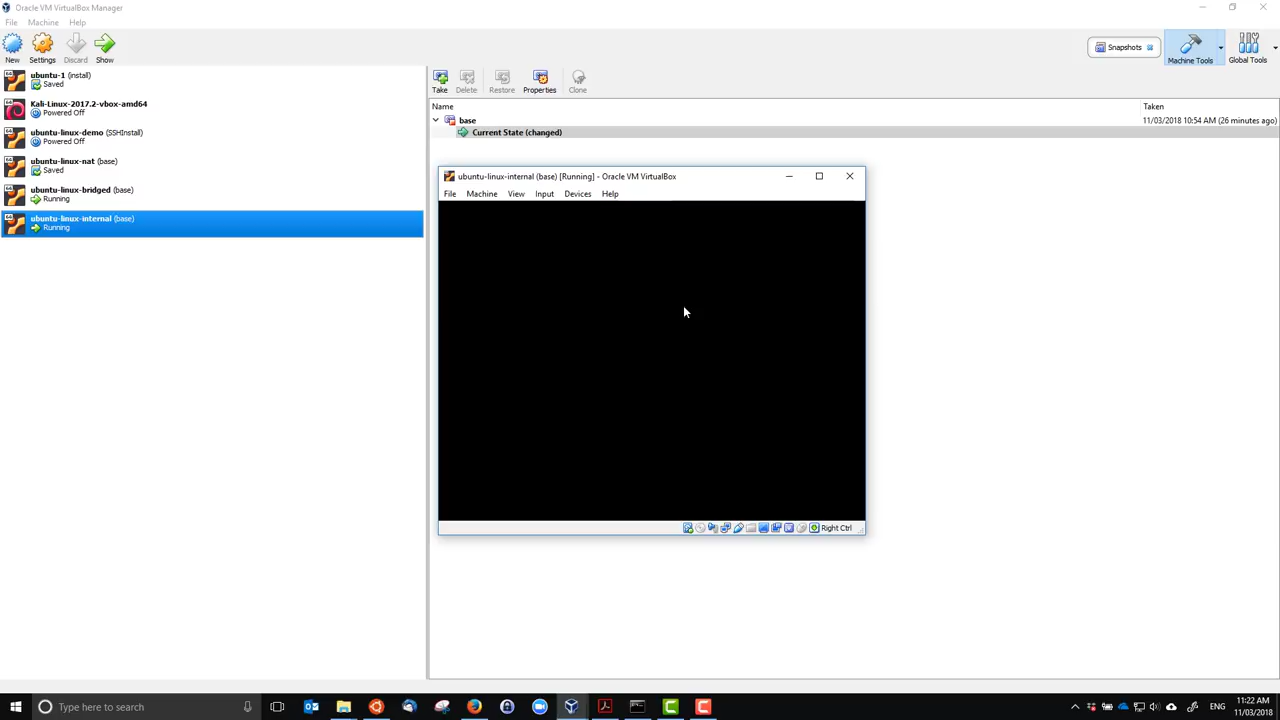 Oracle VM VirtualBox Manager
File Machine Help
New Settings Discard Show
Snapshots
Machine Tools Global Tools
ubuntu-1 (install)
Saved
Kali-Linux-2017.2-vbox-amd64
Powered Off
ubuntu-linux-demo (SSHInstall)
Powered Off
ubuntu-linux-nat (base)
Saved
ubuntu-linux-bridged (base)
Running
ubuntu-linux-internal (base)
Running
Take Delete Restore Properties Clone
Name Taken
base 11/03/2018 10:54 AM (26 minutes ago)
Current State (changed)
ubuntu-linux-internal (base) [Running] - Oracle VM VirtualBox
File Machine View Input Devices Help
Right Ctrl
Type here to search
ENG
11:22 AM
11/03/2018